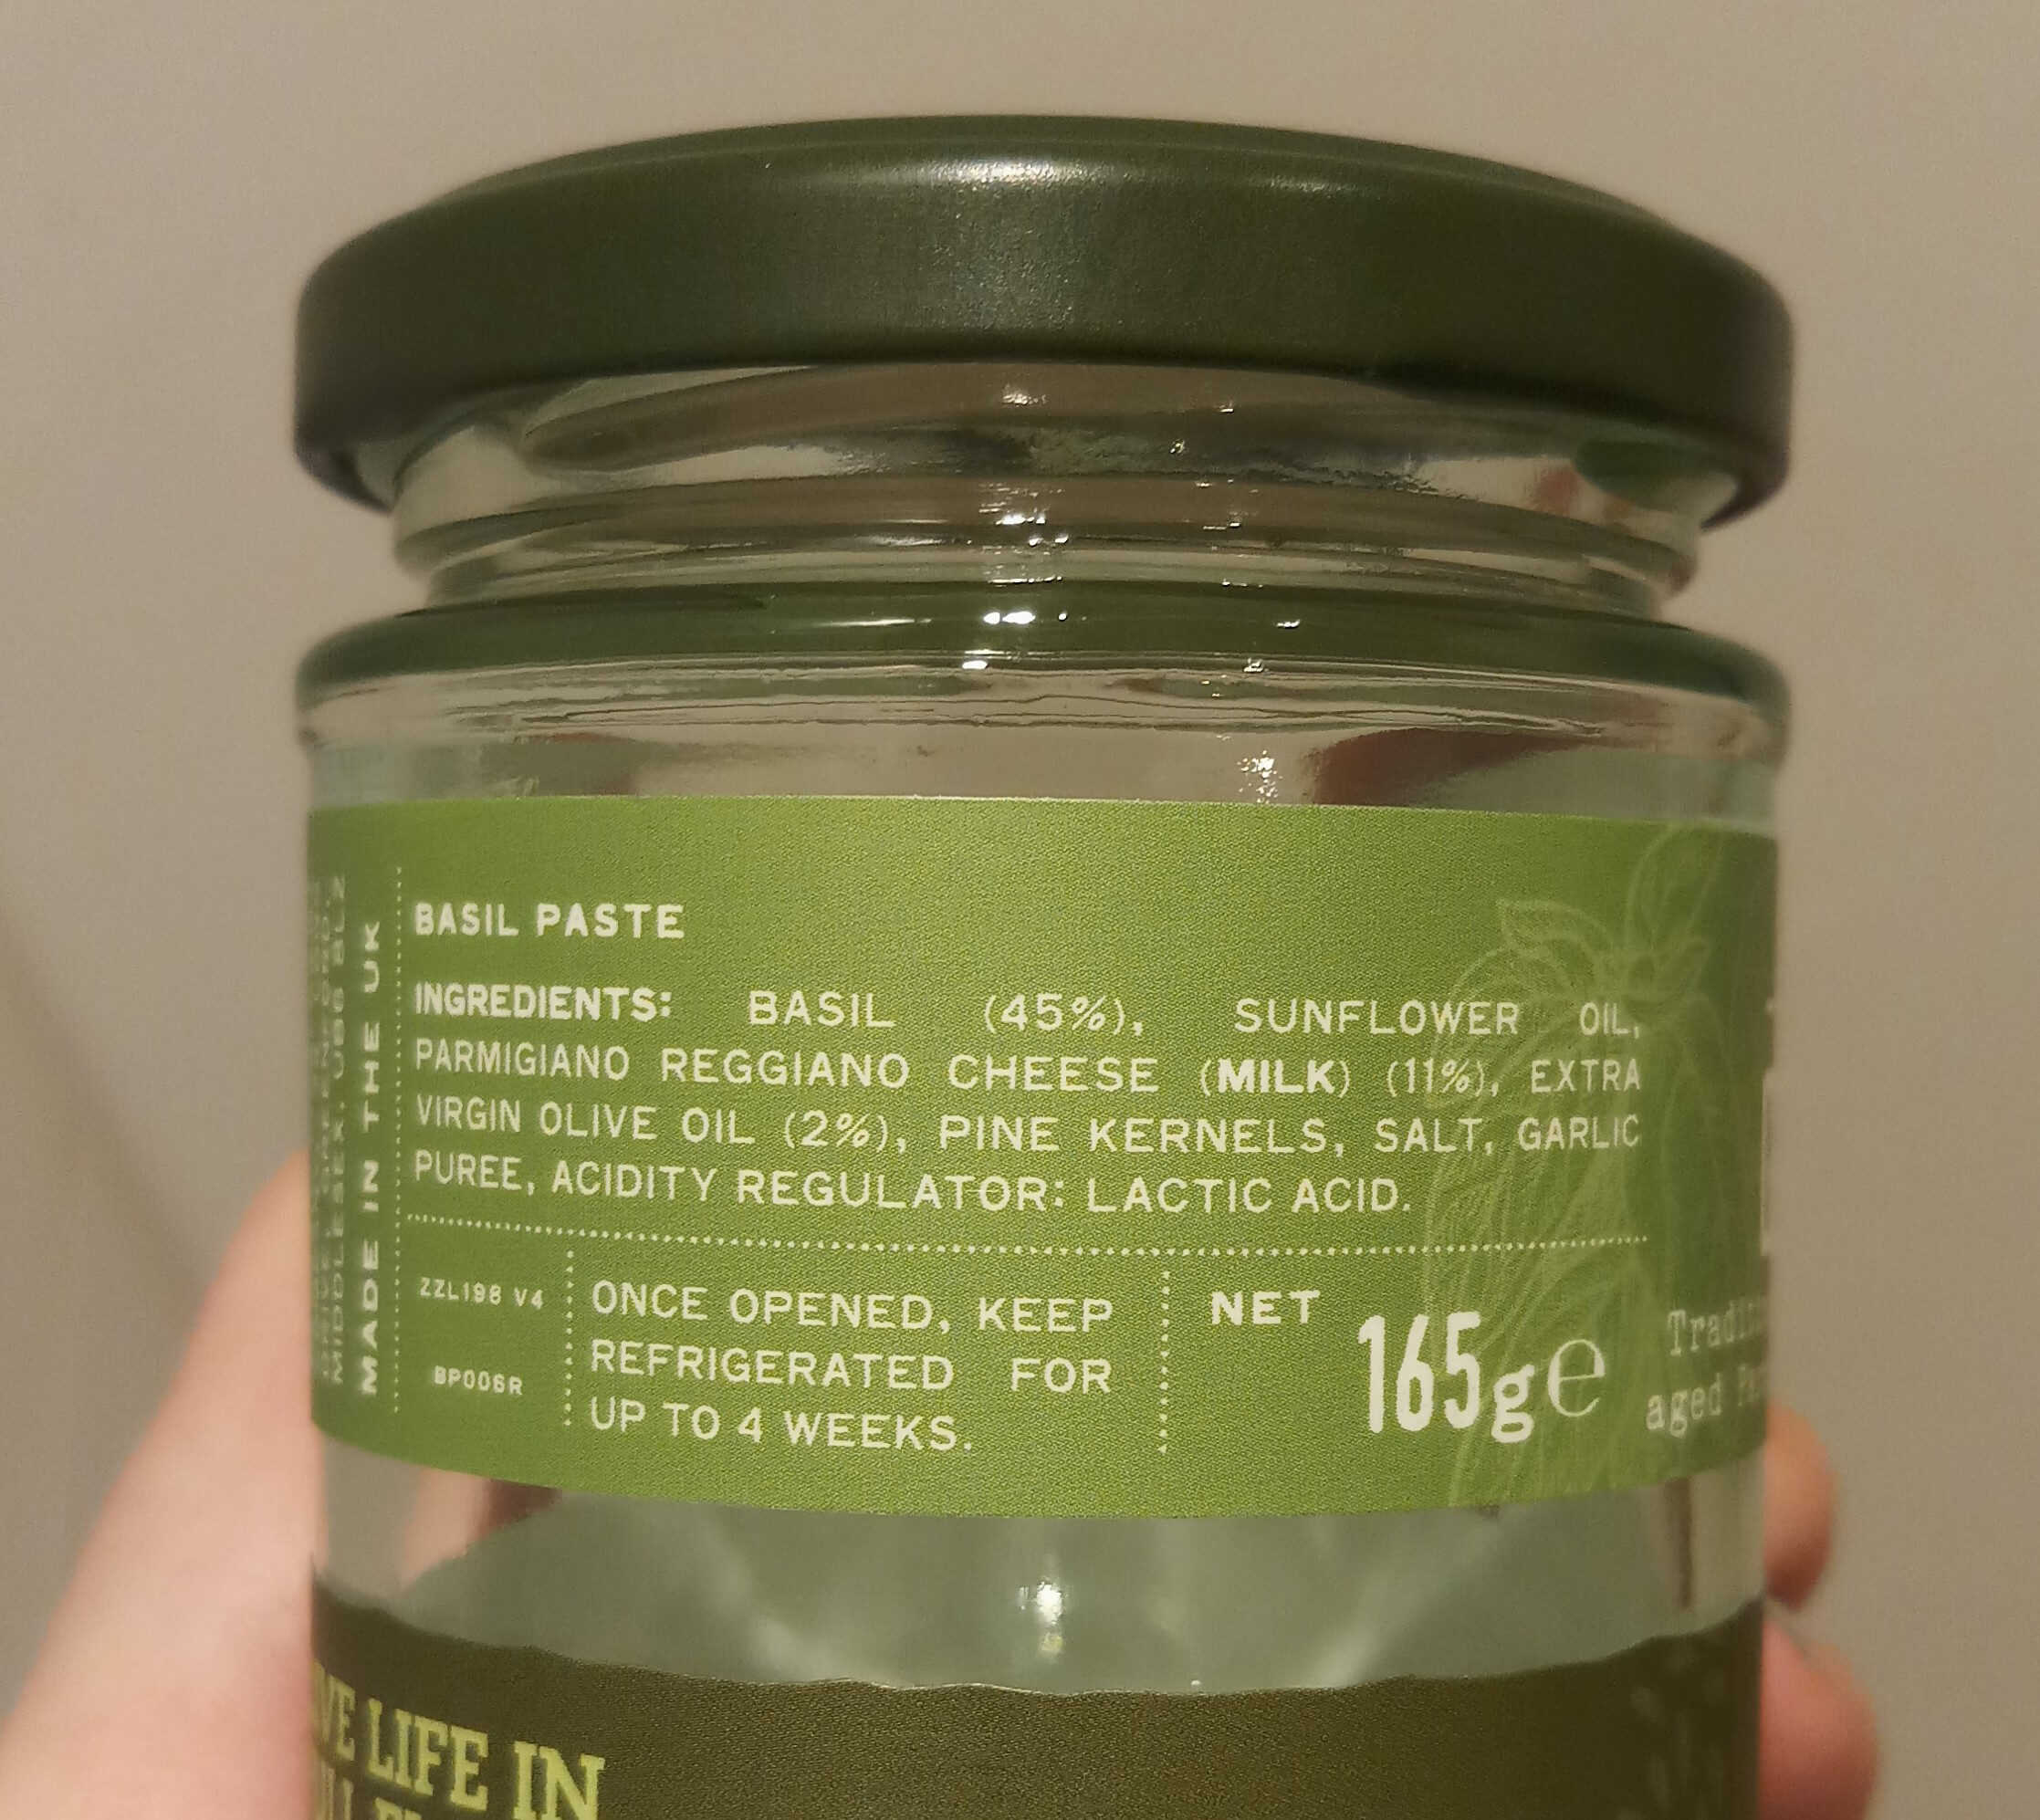 BASIL PASTE
INGREDIENTS: BASIL (45%), SUNFLOWER OIL,
PARMIGIANO REGGIANO CHEESE (MILK) (11%), EXTRA
VIRGIN OLIVE OIL (2%), PINE KERNELS, SALT, GARLIC
PUREE, ACIDITY REGULATOR: LACTIC ACID.
ZZL198 V4
BP006R
ONCE OPENED, KEEP
REFRIGERATED FOR
UP TO 4 WEEKS.
NET
165g℮
MIDDLESEX, UB6
MADE IN THE UK
aged
LIFE IN